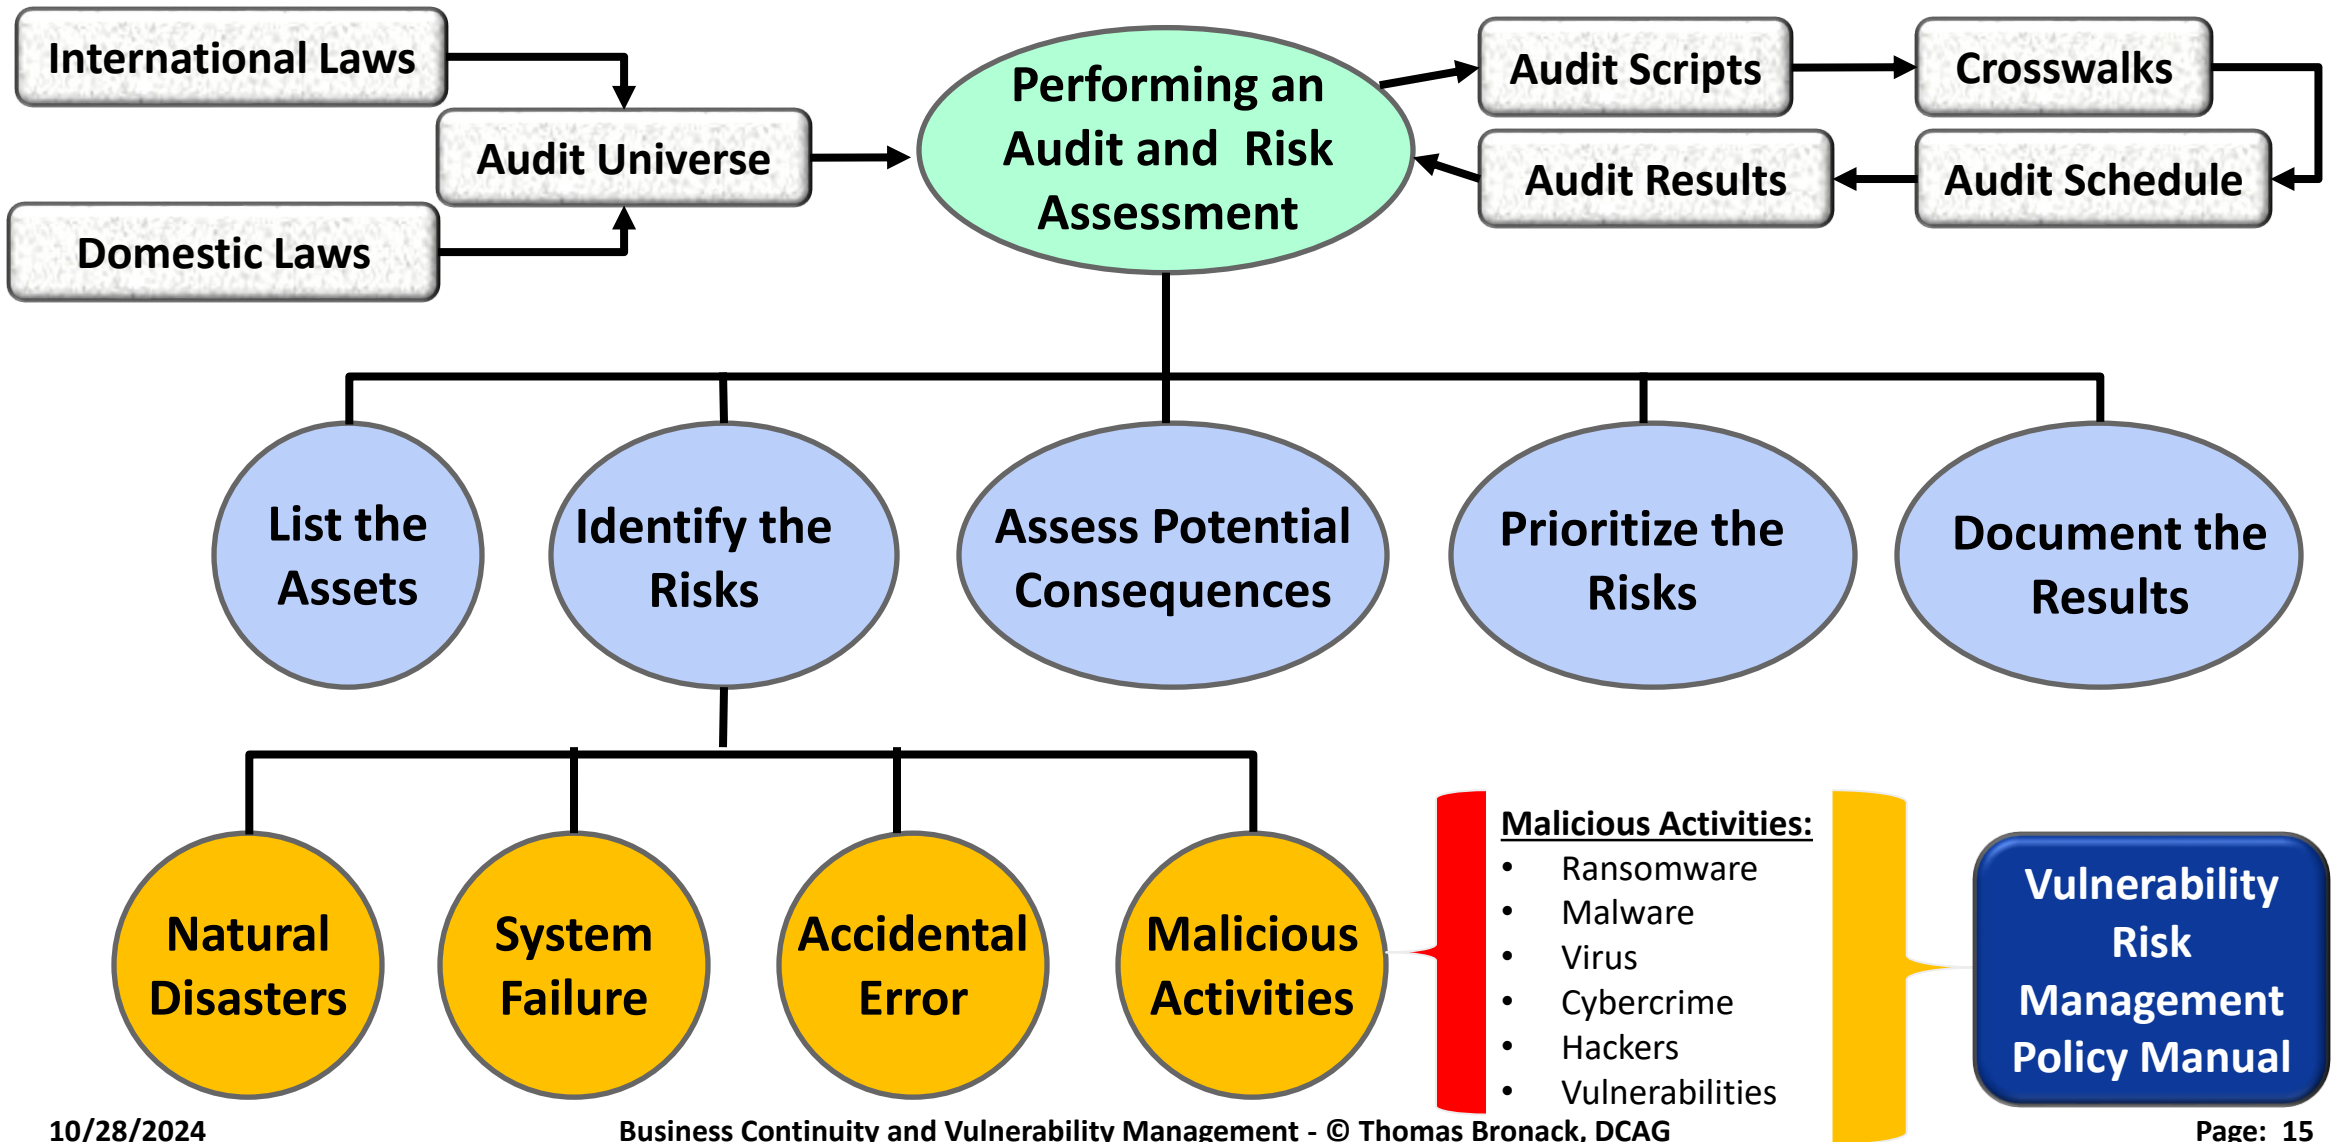 International Laws
Audit Universe
Domestic Laws
Performing an
Audit and  Risk
Assessment
Audit Scripts
Crosswalks
Audit Results
Audit Schedule
List the
Assets
Identify the
Risks
Assess Potential
Consequences
Prioritize the
Risks
Document the
Results
Natural
Disasters
System
Failure
Accidental
Error
Malicious
Activities
Malicious Activities:
• Ransomware
• Malware
• Virus
• Cybercrime
• Hackers
• Vulnerabilities
Vulnerability
Risk
Management
Policy Manual
10/28/2024
Business Continuity and Vulnerability Management - © Thomas Bronack, DCAG
Page:  15